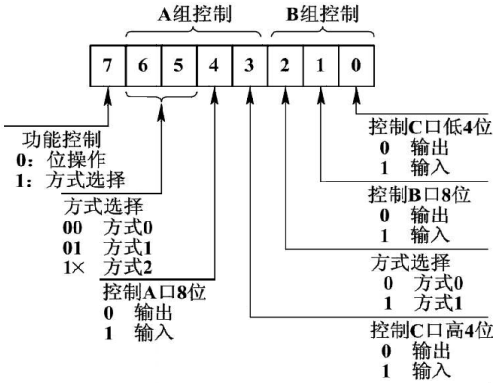 A组控制 B组控制
7 6 5 4 3 2 1 0
功能控制
0：位操作
1：方式选择
方式选择
00 方式0
01 方式1
1× 方式2
控制A口8位
0 输出
1 输入
控制C口低4位
0 输出
1 输入
控制B口8位
0 输出
1 输入
方式选择
0 方式0
1 方式1
控制C口高4位
0 输出
1 输入